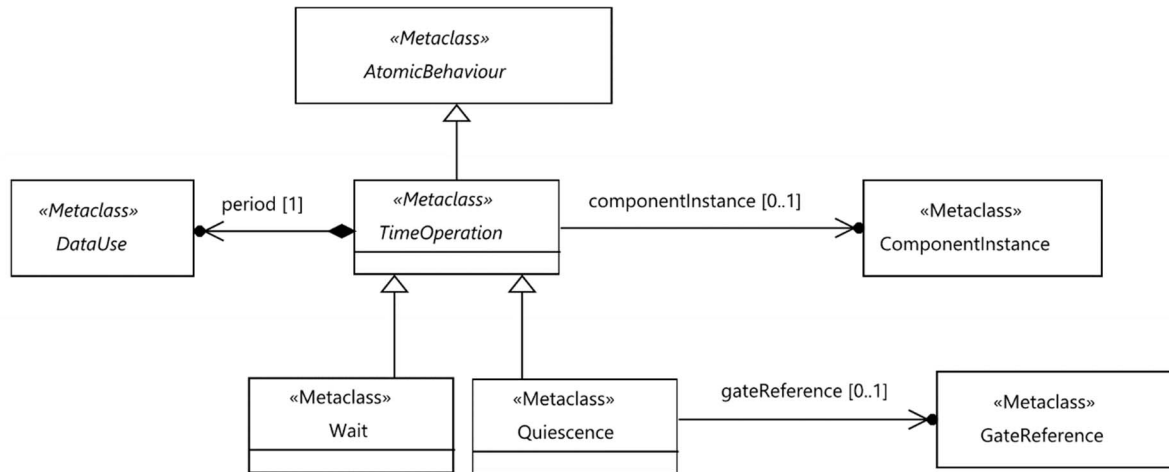 «Metaclass»
AtomicBehaviour
«Metaclass»
DataUse
period [1]
«Metaclass»
TimeOperation
componentInstance [0..1]
«Metaclass»
ComponentInstance
«Metaclass»
Wait
«Metaclass»
Quiescence
gateReference [0..1]
«Metaclass»
GateReference